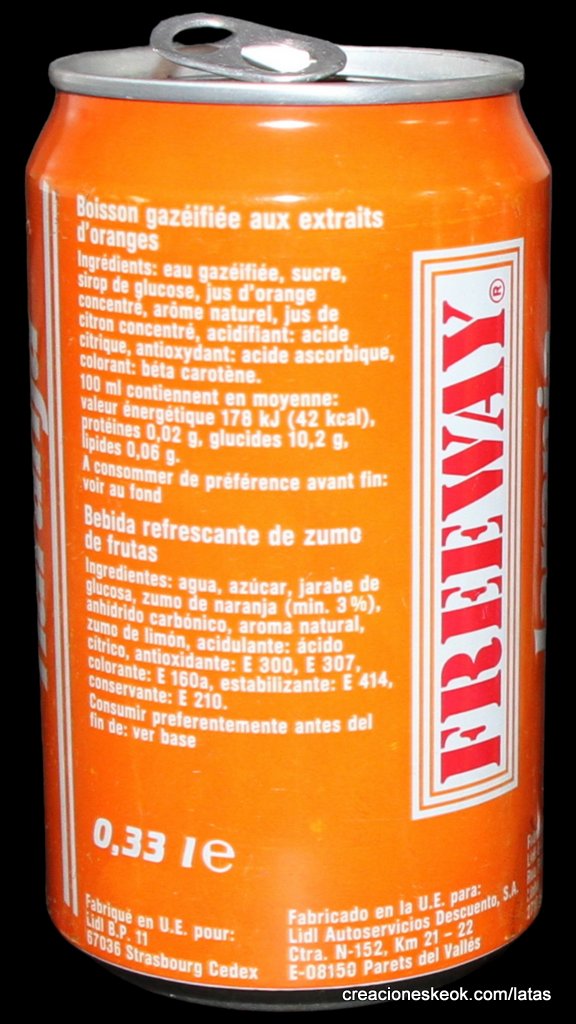 Boisson gazéifiée aux extraits
d'oranges
Ingrédients: eau gazéifiée, sucre,
sirop de glucose, jus d'orange
concentré, arôme naturel, jus de
citron concentré, acidifiant: acide
citrique, antioxydant: acide ascorbique,
colorant: béta carotène.
100 ml contiennent en moyenne:
valeur énergétique 178 kJ (42 kcal),
protéines 0,02 g, glucides 10,2 g,
lipides 0,06 g.
A consommer de préférence avant fin:
voir au fond
Bebida refrescante de zumo
de frutas
Ingredientes: agua, azúcar, jarabe de
glucosa, zumo de naranja (min. 3%),
anhídrido carbónico, aroma natural,
zumo de limón, acidulante: ácido
cítrico, antioxidante: E 300, E 307,
colorante: E 160a, estabilizante: E 414,
conservante: E 210.
Consumir preferentemente antes del
fin de: ver base
0,33 l e
Fabriqué en U.E. pour:
Lidl B.P. 11
67036 Strasbourg Cedex
Fabricado en la U.E. para:
Lidl Autoservicios Descuento, S.A.
Ctra. N-152, Km 21 - 22
E-08150 Parets del Vallés
FREEWAY®
creacioneskeok.com/latas